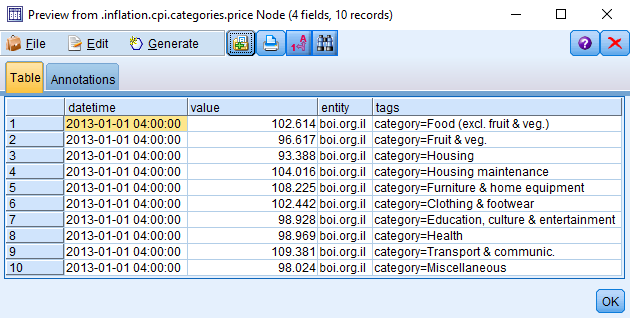 Preview from .inflation.cpi.categories.price Node (4 fields, 10 records)
File Edit Generate
Table Annotations
datetime value entity tags
1 2013-01-01 04:00:00 102.614 boi.org.il category=Food (excl. fruit & veg.)
2 2013-01-01 04:00:00 96.617 boi.org.il category=Fruit & veg.
3 2013-01-01 04:00:00 93.388 boi.org.il category=Housing
4 2013-01-01 04:00:00 104.016 boi.org.il category=Housing maintenance
5 2013-01-01 04:00:00 108.225 boi.org.il category=Furniture & home equipment
6 2013-01-01 04:00:00 102.442 boi.org.il category=Clothing & footwear
7 2013-01-01 04:00:00 98.928 boi.org.il category=Education, culture & entertainment
8 2013-01-01 04:00:00 98.969 boi.org.il category=Health
9 2013-01-01 04:00:00 109.381 boi.org.il category=Transport & communic.
10 2013-01-01 04:00:00 98.024 boi.org.il category=Miscellaneous
OK